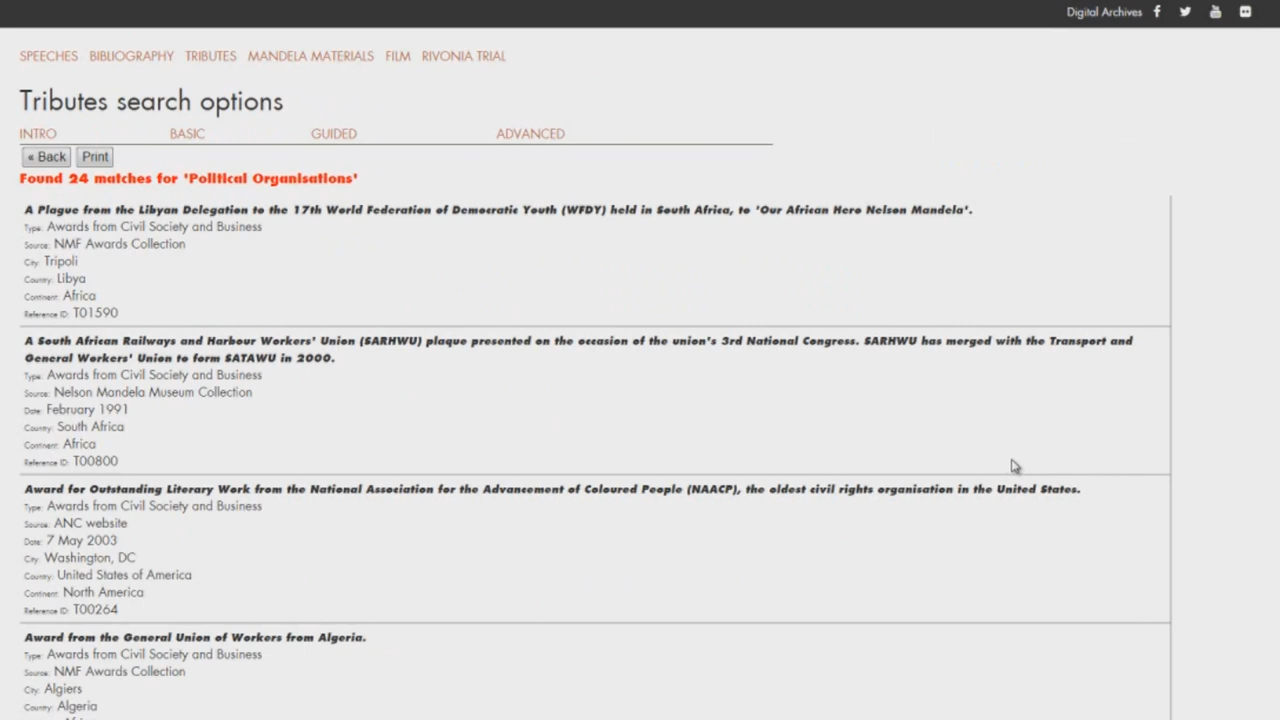 Digital Archives
SPEECHES BIBLIOGRAPHY TRIBUTES MANDELA MATERIALS FILM RIVONIA TRIAL
Tributes search options
INTRO BASIC GUIDED ADVANCED
« Back Print
Found 24 matches for 'Political Organisations'
A Plaque from the Libyan Delegation to the 17th World Federation of Democratic Youth (WFDY) held in South Africa, to 'Our African Hero Nelson Mandela'.
Type: Awards from Civil Society and Business
Source: NMF Awards Collection
City: Tripoli
Country: Libya
Continent: Africa
Reference ID: T01590
A South African Railways and Harbour Workers' Union (SARHWU) plaque presented on the occasion of the union's 3rd National Congress. SARHWU has merged with the Transport and
General Workers' Union to form SATAWU in 2000.
Type: Awards from Civil Society and Business
Source: Nelson Mandela Museum Collection
Date: February 1991
Country: South Africa
Continent: Africa
Reference ID: T00800
Award for Outstanding Literary Work from the National Association for the Advancement of Coloured People (NAACP), the oldest civil rights organisation in the United States.
Type: Awards from Civil Society and Business
Source: ANC website
Date: 7 May 2003
City: Washington, DC
Country: United States of America
Continent: North America
Reference ID: T00264
Award from the General Union of Workers from Algeria.
Type: Awards from Civil Society and Business
Source: NMF Awards Collection
City: Algiers
Country: Algeria